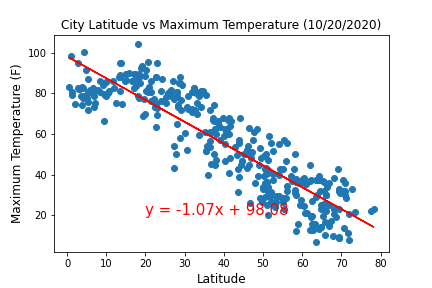 City Latitude vs Maximum Temperature (10/20/2020)
Maximum Temperature (F)
100
80
60
40
20
y = -1.07x + 98.08
0 10 20 30 40 50 60 70 80
Latitude